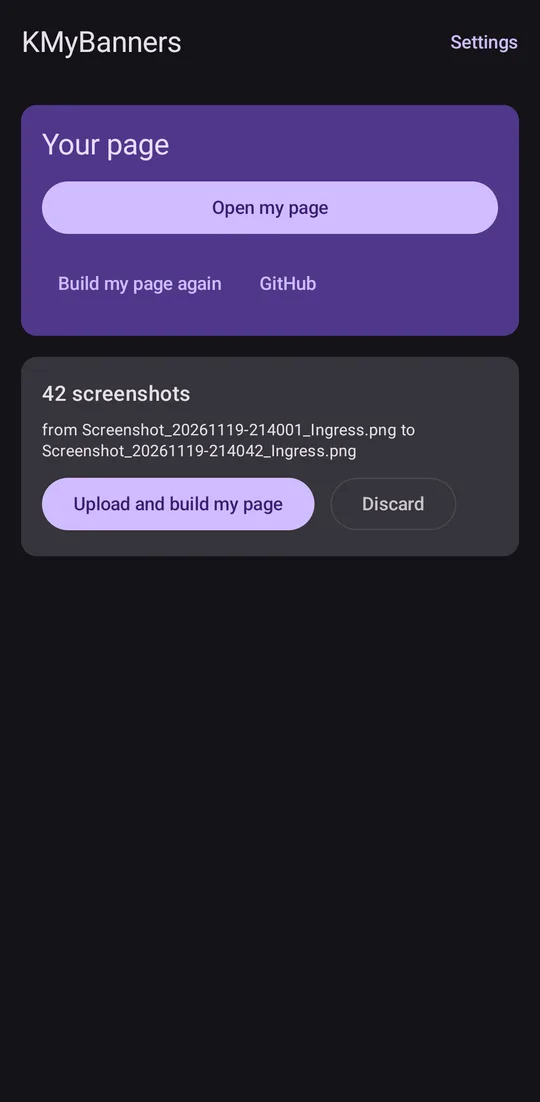 KMyBanners
Settings
Your page
Open my page
Build my page again
GitHub
42 screenshots
from Screenshot_20261119-214001_Ingress.png to
Screenshot_20261119-214042_Ingress.png
Upload and build my page
Discard